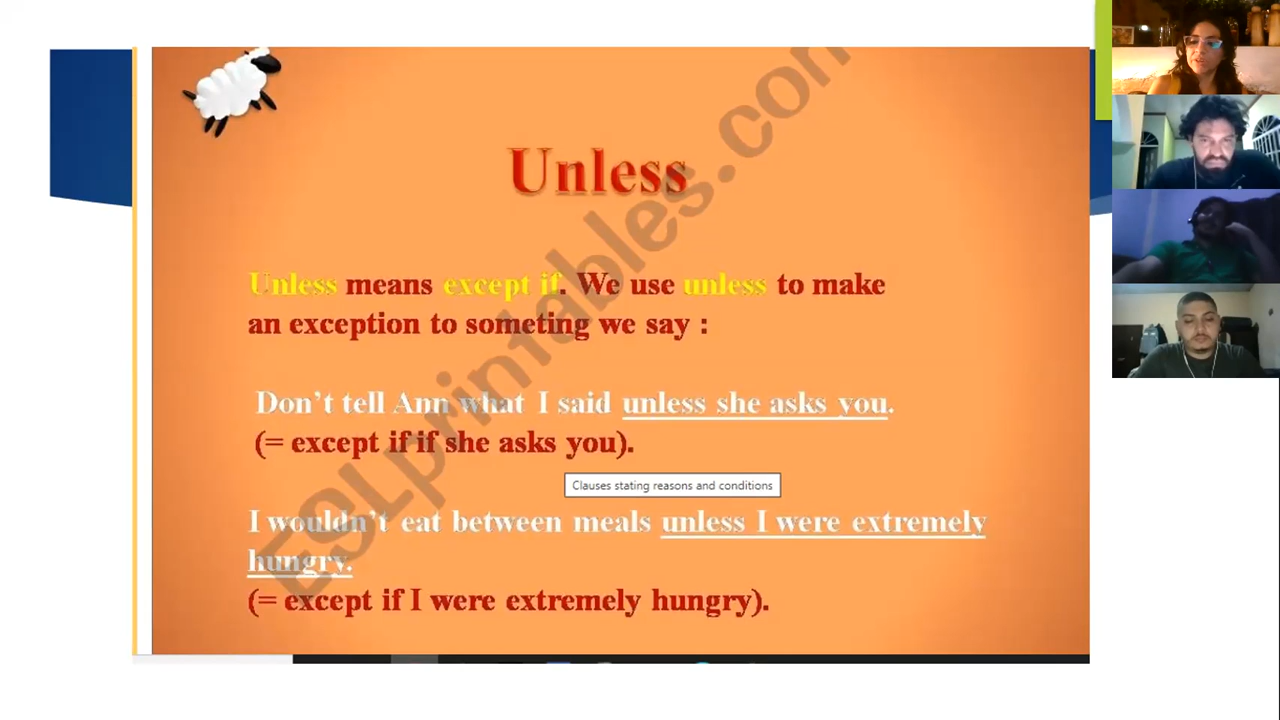 Unless
Unless means except if. We use unless to make
an exception to someting we say :
Don't tell Ann what I said unless she asks you.
(= except if if she asks you).
Clauses stating reasons and conditions
I wouldn't eat between meals unless I were extremely
hungry.
(= except if I were extremely hungry).
ESLprintables.com